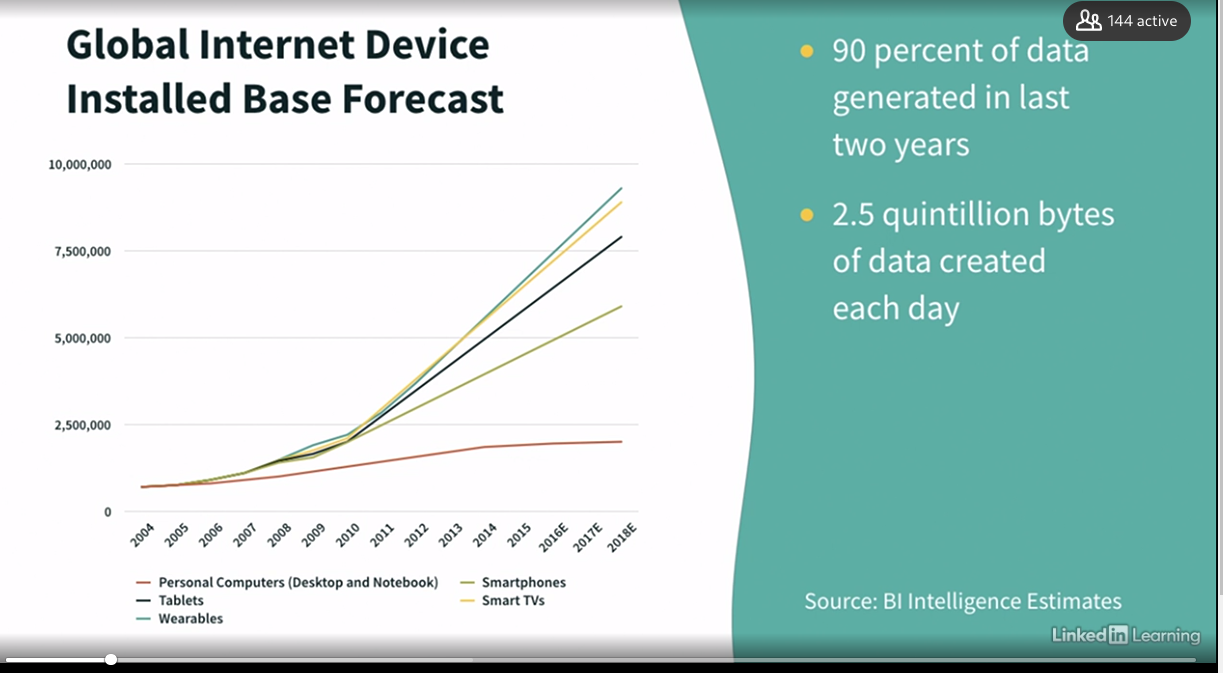 Global Internet Device
Installed Base Forecast
10,000,000
7,500,000
5,000,000
2,500,000
0
2004
2005
2006
2007
2008
2009
2010
2011
2012
2013
2014
2015
2016E
2017E
2018E
Personal Computers (Desktop and Notebook)
Smartphones
Tablets
Smart TVs
Wearables
144 active
90 percent of data
generated in last
two years
2.5 quintillion bytes
of data created
each day
Source: BI Intelligence Estimates
Linked in Learning